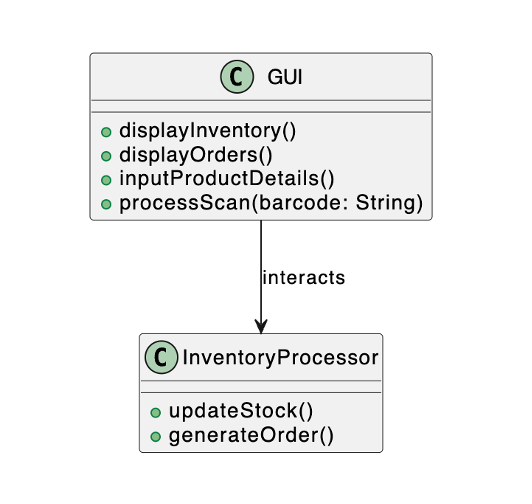 C GUI
displayInventory()
displayOrders()
inputProductDetails()
processScan(barcode: String)
interacts
C InventoryProcessor
updateStock()
generateOrder()